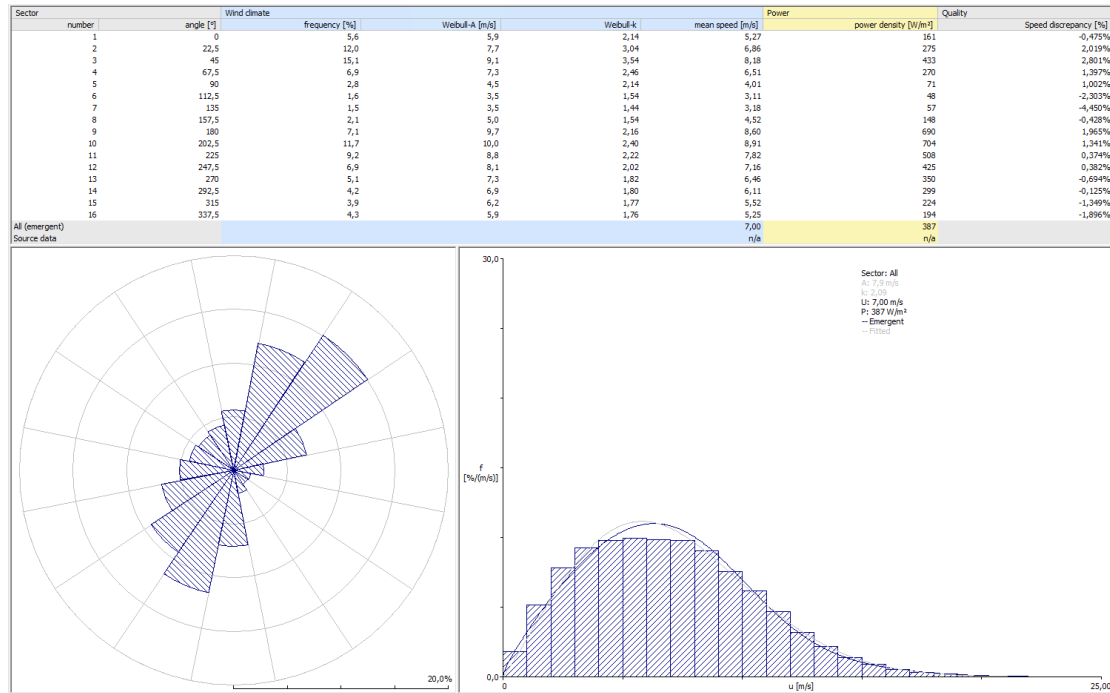 Sector Wind climate Power Quality
number angle [°] frequency [%] Weibull-A [m/s] Weibull-k mean speed [m/s] power density [W/m²] Speed discrepancy [%]
1 0 5,6 5,9 2,14 5,27 161 -0,475%
2 22,5 12,0 7,7 3,04 6,86 275 2,019%
3 45 15,1 9,1 3,54 8,18 433 2,801%
4 67,5 6,9 7,3 2,46 6,51 270 1,397%
5 90 2,8 4,5 2,14 4,01 71 1,002%
6 112,5 1,6 3,5 1,54 3,11 48 -2,303%
7 135 1,5 3,5 1,44 3,18 57 -4,450%
8 157,5 2,1 5,0 1,54 4,52 148 -0,428%
9 180 7,1 9,7 2,16 8,60 690 1,965%
10 202,5 11,7 10,0 2,40 8,91 704 1,341%
11 225 9,2 8,8 2,22 7,82 508 0,374%
12 247,5 6,9 8,1 2,02 7,16 425 0,382%
13 270 5,1 7,3 1,82 6,46 350 -0,694%
14 292,5 4,2 6,9 1,80 6,11 299 -0,125%
15 315 3,9 6,2 1,77 5,52 224 -1,349%
16 337,5 4,3 5,9 1,76 5,25 194 -1,896%
All (emergent) 7,00 387
Source data n/a n/a
20,0%
30,0
Sector: All
A: 7,9 m/s
k: 2,09
U: 7,00 m/s
P: 387 W/m²
-- Emergent
-- Fitted
f
[%/(m/s)]
0,0
0 u [m/s] 25,00